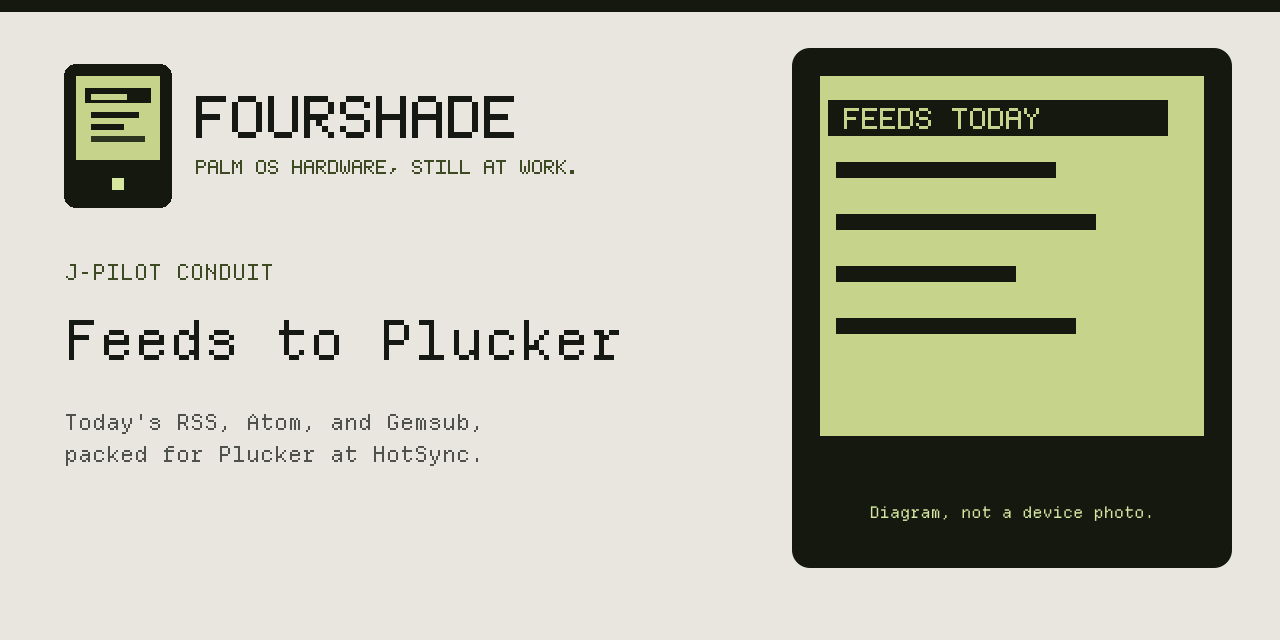 FOURSHADE
PALM OS HARDWARE, STILL AT WORK.
J-PILOT CONDUIT
Feeds to Plucker
Today's RSS, Atom, and Gemsub,
packed for Plucker at HotSync.
FEEDS TODAY
Diagram, not a device photo.